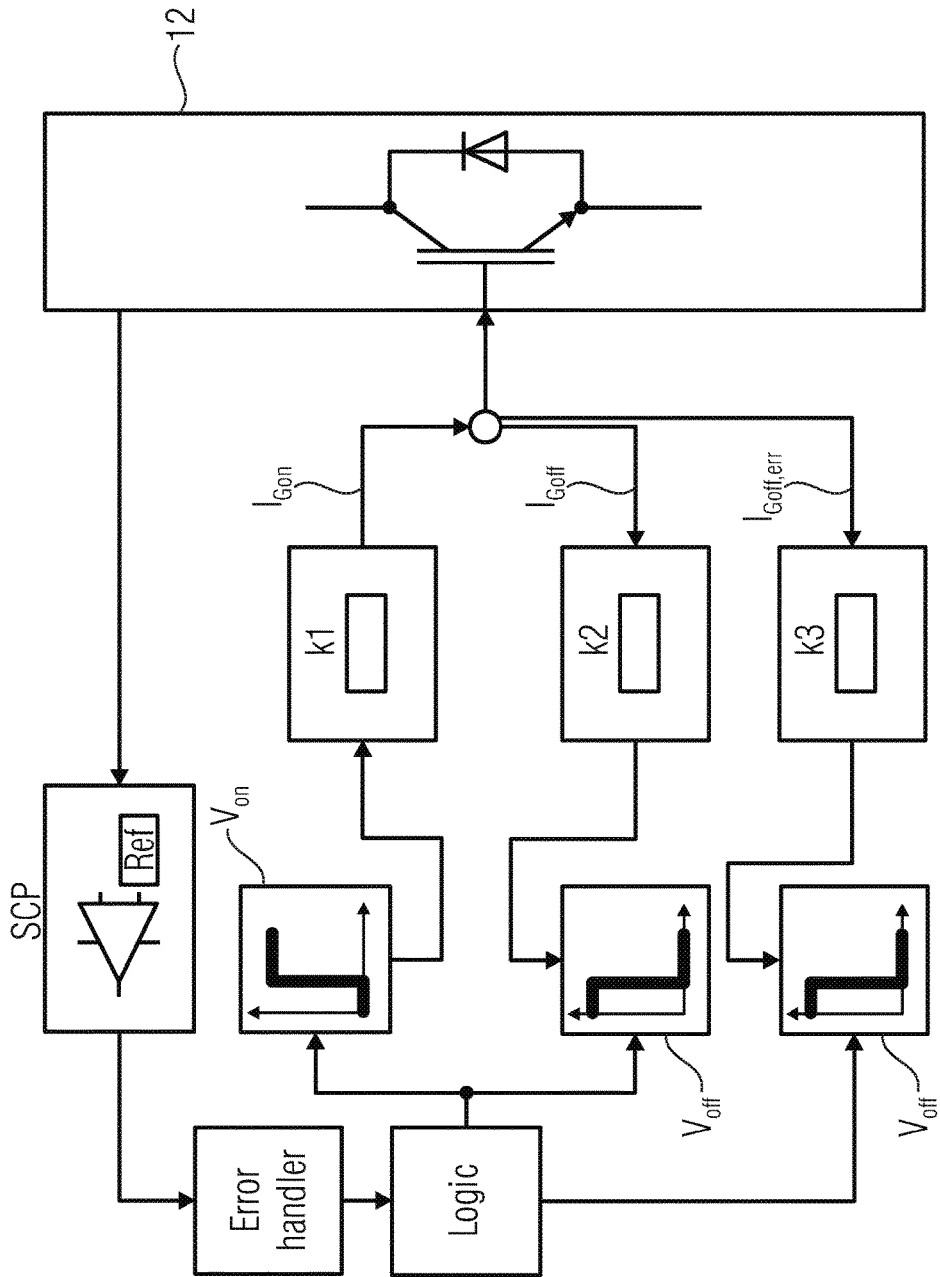 SCP
Ref
Error
handler
Logic
V_on
V_off
V_off
k1
k2
k3
I_Gon
I_Goff
I_Goff,err
12